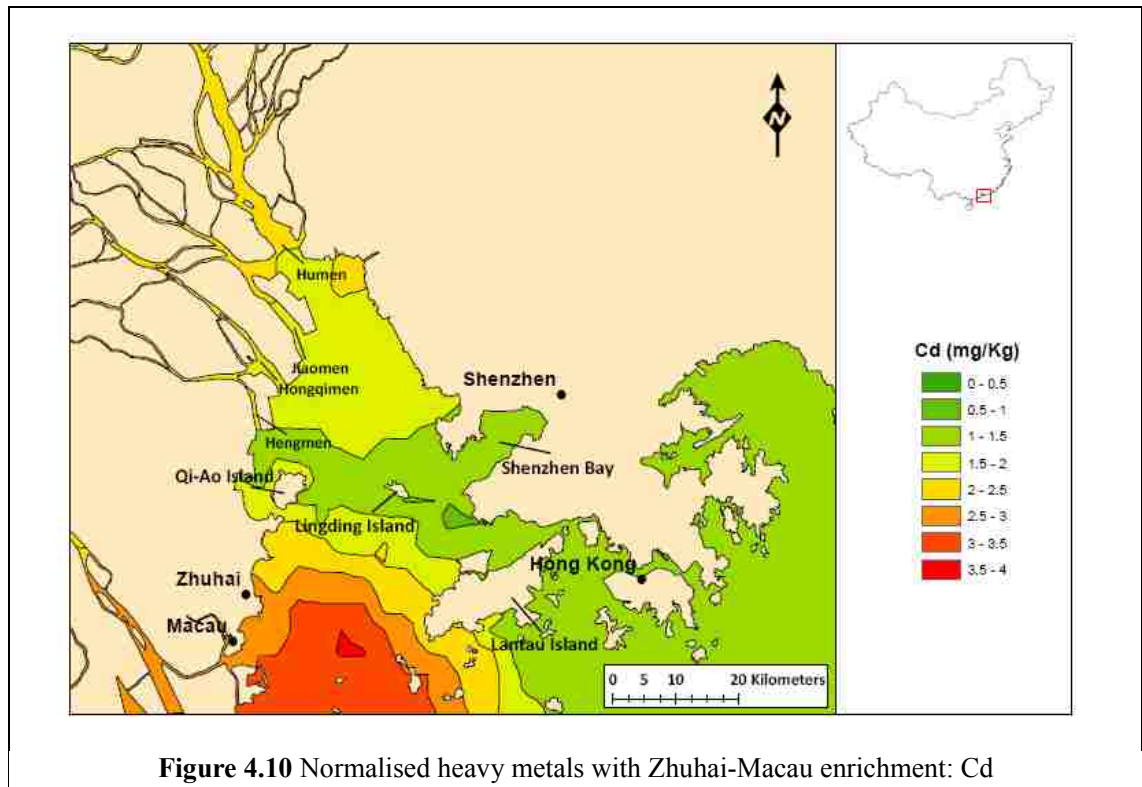 N
Humen
Jiaomen
Hongqimen
Shenzhen
Hengmen
Shenzhen Bay
Qi-Ao Island
Lingding Island
Hong Kong
Zhuhai
Macau
Lantau Island
0 5 10 20 Kilometers
Cd (mg/Kg)
0 - 0.5
0.5 - 1
1 - 1.5
1.5 - 2
2 - 2.5
2.5 - 3
3 - 3.5
3.5 - 4
Figure 4.10 Normalised heavy metals with Zhuhai-Macau enrichment: Cd